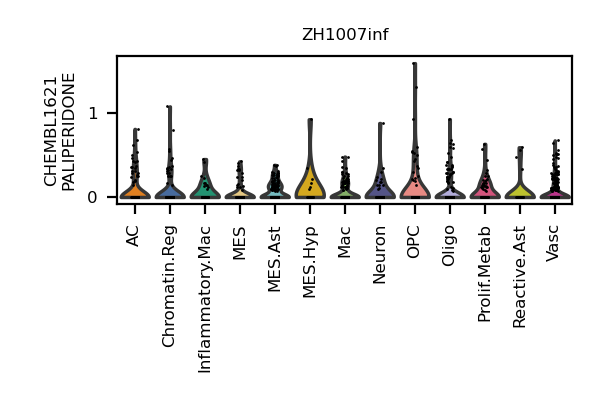 ZH1007inf
CHEMBL1621
PALIPERIDONE
1
0
AC
Chromatin.Reg
Inflammatory.Mac
MES
MES.Ast
MES.Hyp
Mac
Neuron
OPC
Oligo
Prolif.Metab
Reactive.Ast
Vasc